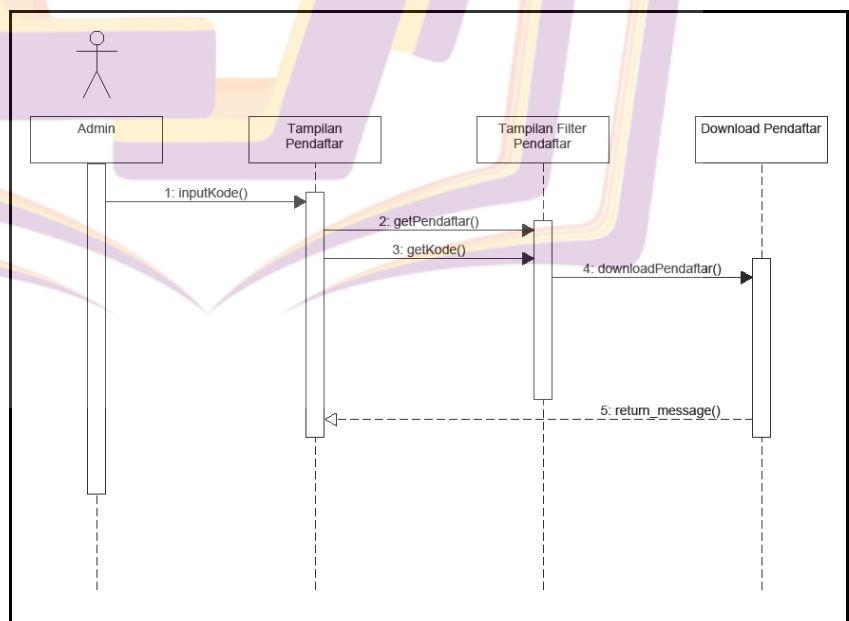 Admin
Tampilan
Pendaftar
Tampilan Filter
Pendaftar
Download Pendaftar
1: inputKode()
2: getPendaftar()
3: getKode()
4: downloadPendaftar()
5: return_message()